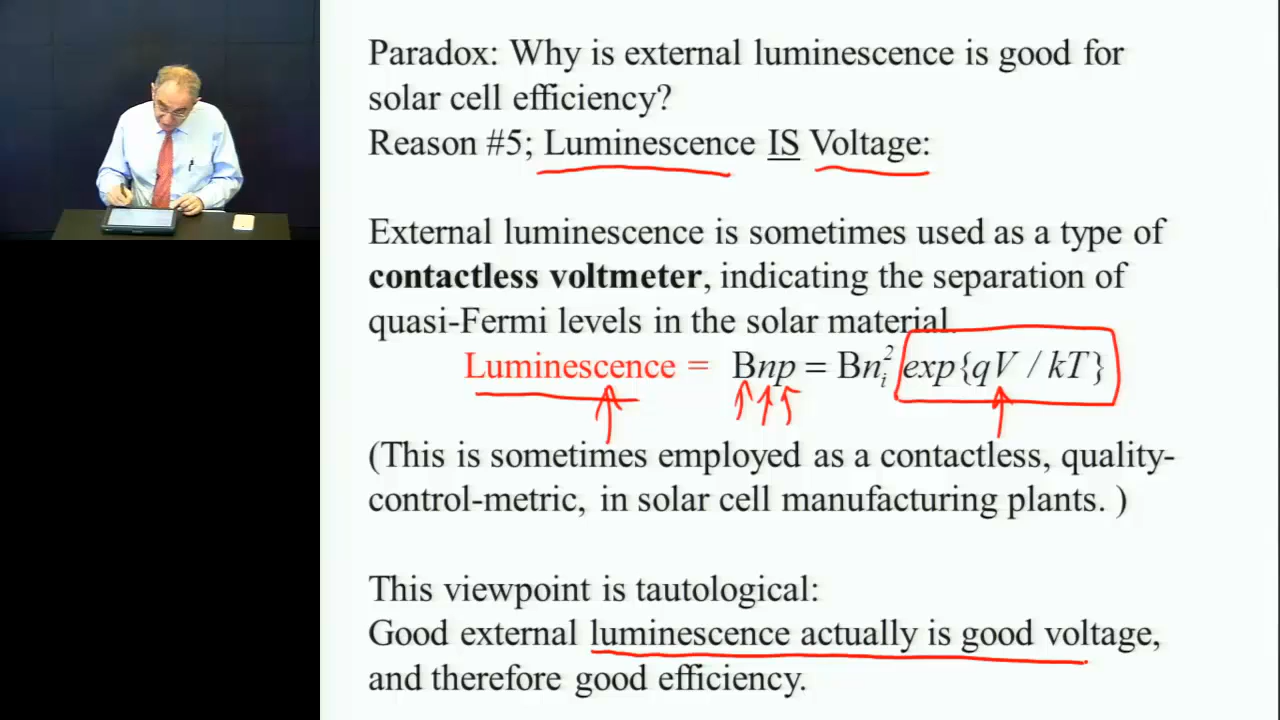 Paradox: Why is external luminescence is good for
solar cell efficiency?
Reason #5; Luminescence IS Voltage:
External luminescence is sometimes used as a type of
contactless voltmeter, indicating the separation of
quasi-Fermi levels in the solar material.
Luminescence = Bnp = Bn_i^2 exp{qV / kT}
(This is sometimes employed as a contactless, quality-
control-metric, in solar cell manufacturing plants. )
This viewpoint is tautological:
Good external luminescence actually is good voltage,
and therefore good efficiency.